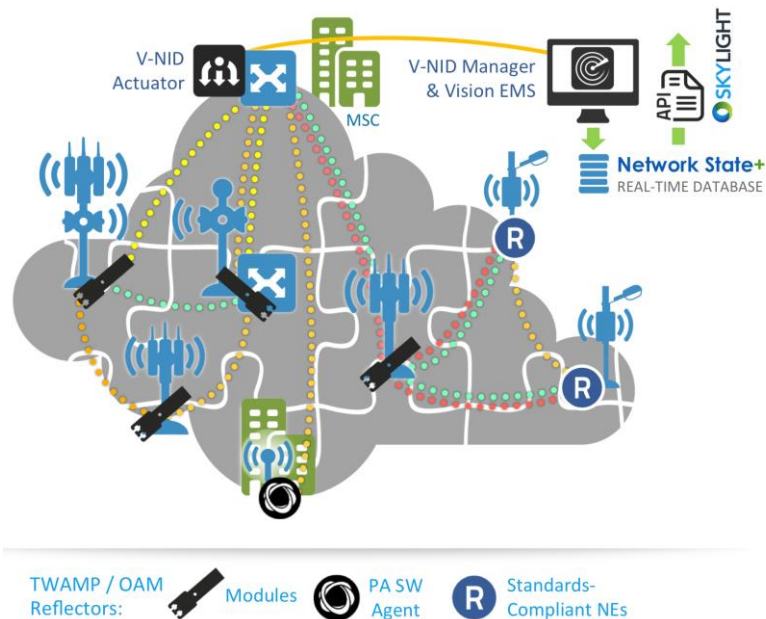 V-NID
Actuator
MSC
V-NID Manager
& Vision EMS
API
SKYLIGHT
Network State+
REAL-TIME DATABASE
R
R
TWAMP / OAM
Reflectors:
Modules
PA SW
Agent
R
Standards-
Compliant NEs